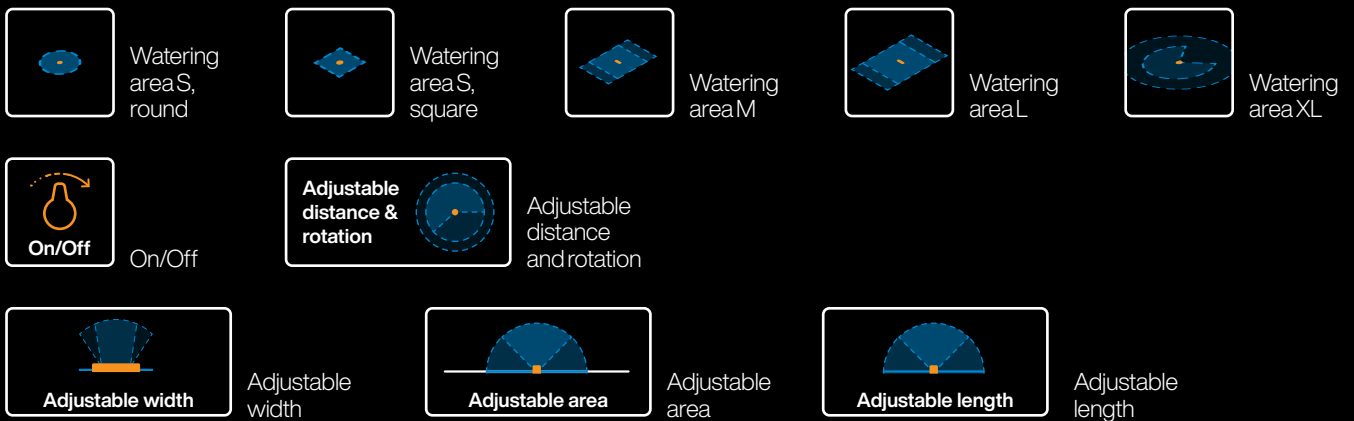 Watering
area S,
round
Watering
area S,
square
Watering
area M
Watering
area L
Watering
area XL
On/Off
On/Off
Adjustable
distance &
rotation
Adjustable
distance
and rotation
Adjustable width
Adjustable
width
Adjustable area
Adjustable
area
Adjustable length
Adjustable
length